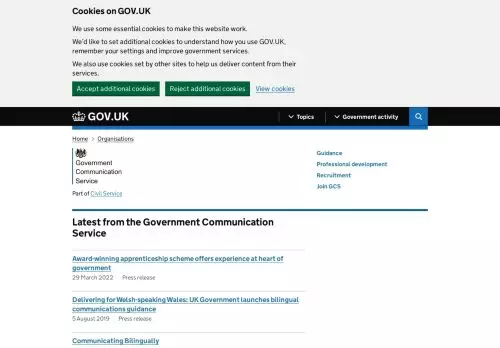 Cookies on GOV.UK
We use some essential cookies to make this website work.
We'd like to set additional cookies to understand how you use GOV.UK,
remember your settings and improve government services.
We also use cookies set by other sites to help us deliver content from their
services.
Accept additional cookies
Reject additional cookies
View cookies
GOV.UK
Topics
Government activity
Home > Organisations
Government
Communication
Service
Part of Civil Service
Guidance
Professional development
Recruitment
Join GCS
Latest from the Government Communication
Service
Award-winning apprenticeship scheme offers experience at heart of
government
29 March 2022 Press release
Delivering for Welsh-speaking Wales: UK Government launches bilingual
communications guidance
5 August 2019 Press release
Communicating Bilingually